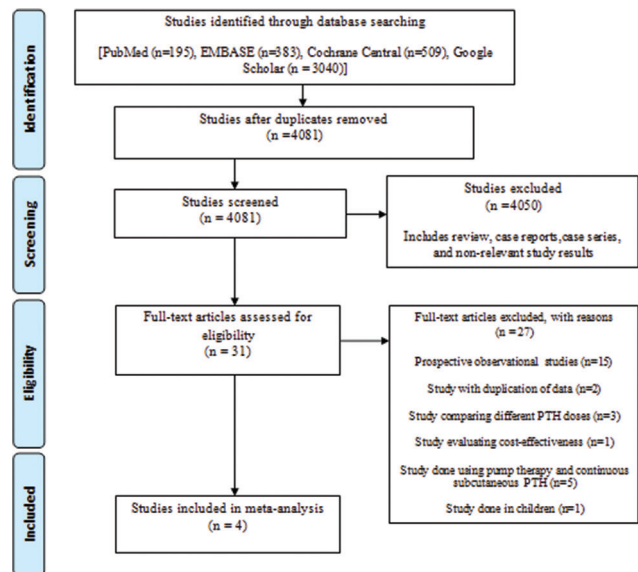 Identification
Studies identified through database searching
[PubMed (n=195), EMBASE (n=383), Cochrane Central (n=509), Google
Scholar (n = 3040)]
Studies after duplicates removed
(n =4081)
Screening
Studies screened
(n = 4081)
Studies excluded
(n =4050)
Includes review, case reports,case series,
and non-relevant study results
Eligibility
Full-text articles assessed for
eligibility
(n = 31)
Full-text articles excluded, with reasons
(n =27)
Prospective observational studies (n=15)
Study with duplication of data (n=2)
Study comparing different PTH doses (n=3)
Study evaluating cost-effectiveness (n=1)
Study done using pump therapy and continuous
subcutaneous PTH (n=5)
Study done in children (n=1)
Included
Studies included in meta-analysis
n = 4)